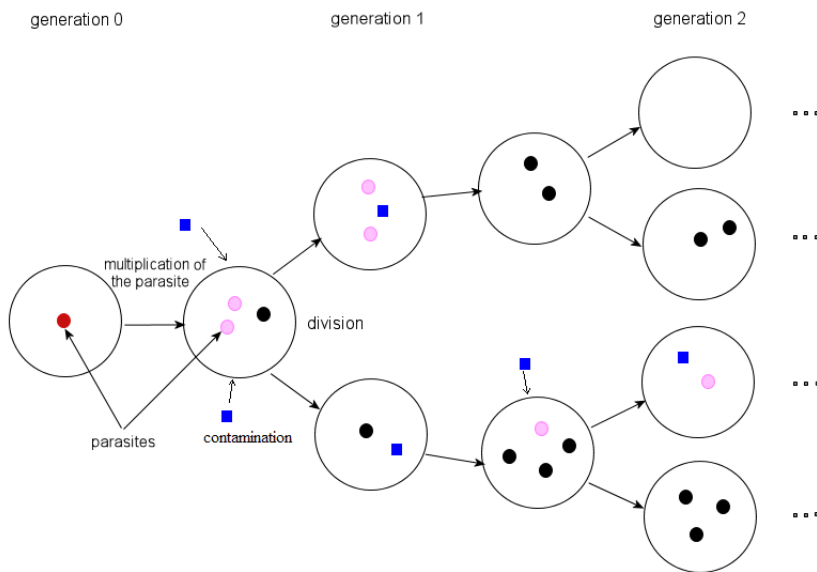 generation 0
generation 1
generation 2
multiplication of
the parasite
division
parasites
contamination